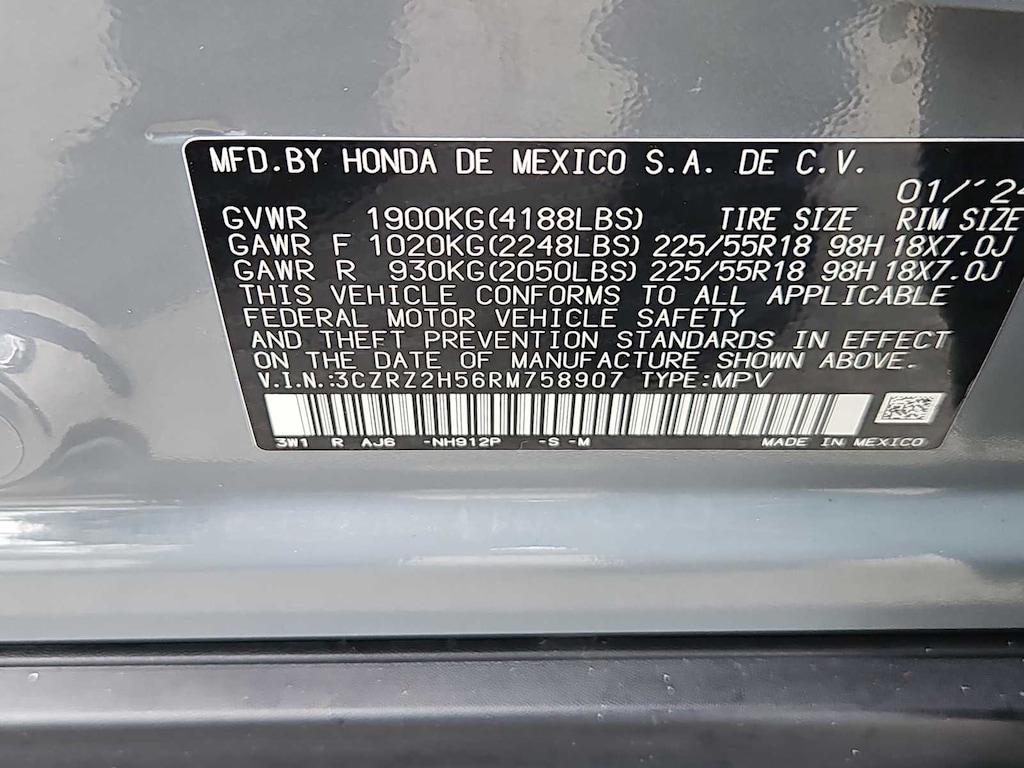 MFD.BY HONDA DE MEXICO S.A. DE C.V.
01/'24
GVWR 1900KG(4188LBS) TIRE SIZE RIM SIZE
GAWR F 1020KG(2248LBS) 225/55R18 98H 18X7.0J
GAWR R 930KG(2050LBS) 225/55R18 98H 18X7.0J
THIS VEHICLE CONFORMS TO ALL APPLICABLE
FEDERAL MOTOR VEHICLE SAFETY
AND THEFT PREVENTION STANDARDS IN EFFECT
ON THE DATE OF MANUFACTURE SHOWN ABOVE.
V.I.N.:3CZRZ2H56RM758907 TYPE:MPV
3W1 R AJ6 -NH912P -S -M MADE IN MEXICO